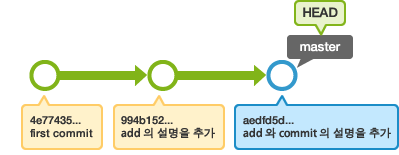 HEAD
master
4e77435...
first commit
994b152...
add 의 설명을 추가
aedfd5d...
add 와 commit 의 설명을 추가